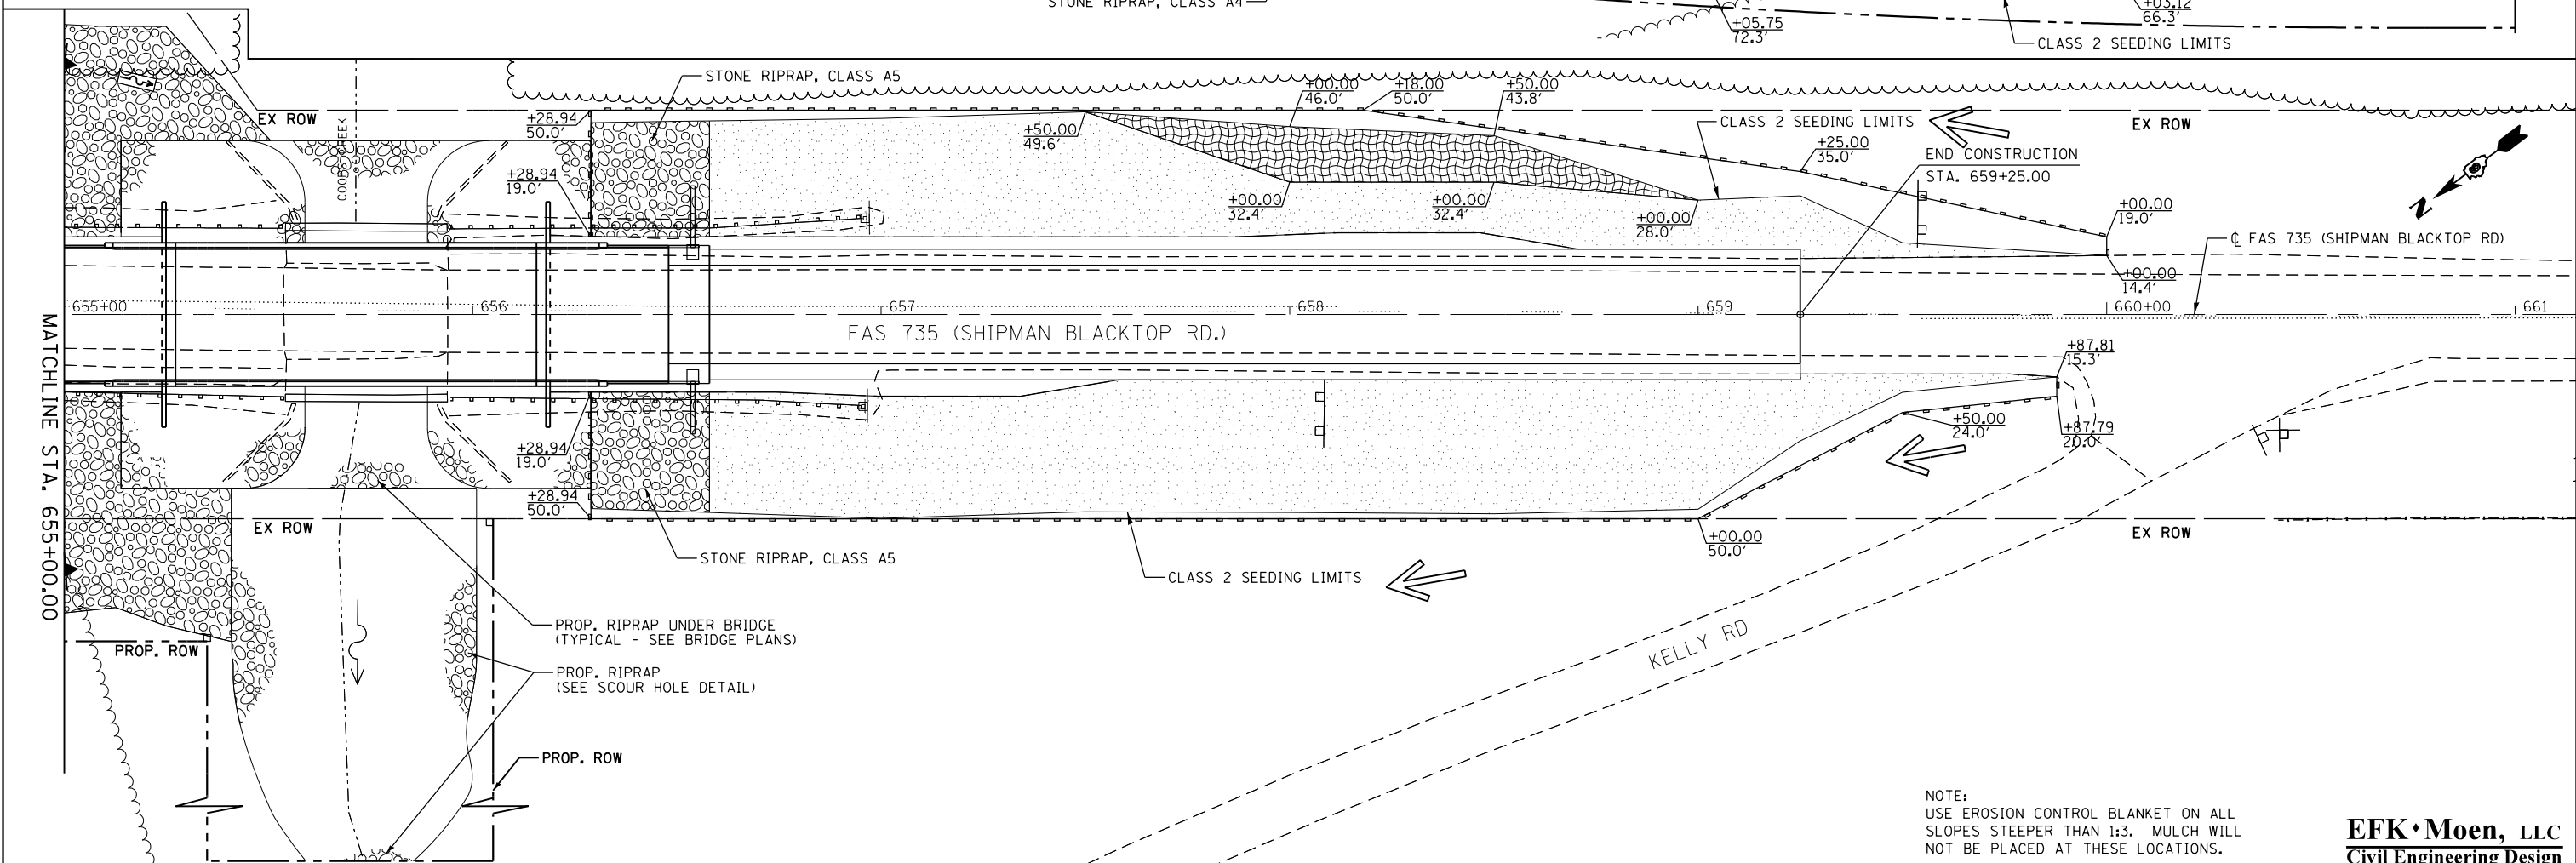 STONE RIPRAP, CLASS A4
+05.75
72.3'
+03.12
66.3'
CLASS 2 SEEDING LIMITS
STONE RIPRAP, CLASS A5
EX ROW
COOPS CREEK
+28.94
50.0'
+28.94
19.0'
+50.00
49.6'
+00.00
46.0'
+18.00
50.0'
+50.00
43.8'
CLASS 2 SEEDING LIMITS
+25.00
35.0'
EX ROW
END CONSTRUCTION
STA. 659+25.00
+00.00
32.4'
+00.00
32.4'
+00.00
28.0'
+00.00
19.0'
+00.00
14.4'
℄ FAS 735 (SHIPMAN BLACKTOP RD)
N
655+00
656
657
658
659
660+00
661
FAS 735 (SHIPMAN BLACKTOP RD.)
MATCHLINE STA. 655+00.00
+87.81
15.3'
+87.79
20.0'
+50.00
24.0'
+28.94
19.0'
+28.94
50.0'
EX ROW
STONE RIPRAP, CLASS A5
CLASS 2 SEEDING LIMITS
+00.00
50.0'
EX ROW
PROP. RIPRAP UNDER BRIDGE
(TYPICAL - SEE BRIDGE PLANS)
PROP. ROW
PROP. RIPRAP
(SEE SCOUR HOLE DETAIL)
PROP. ROW
KELLY RD
NOTE:
USE EROSION CONTROL BLANKET ON ALL
SLOPES STEEPER THAN 1:3. MULCH WILL
NOT BE PLACED AT THESE LOCATIONS.
EFK♦Moen, LLC
Civil Engineering Design